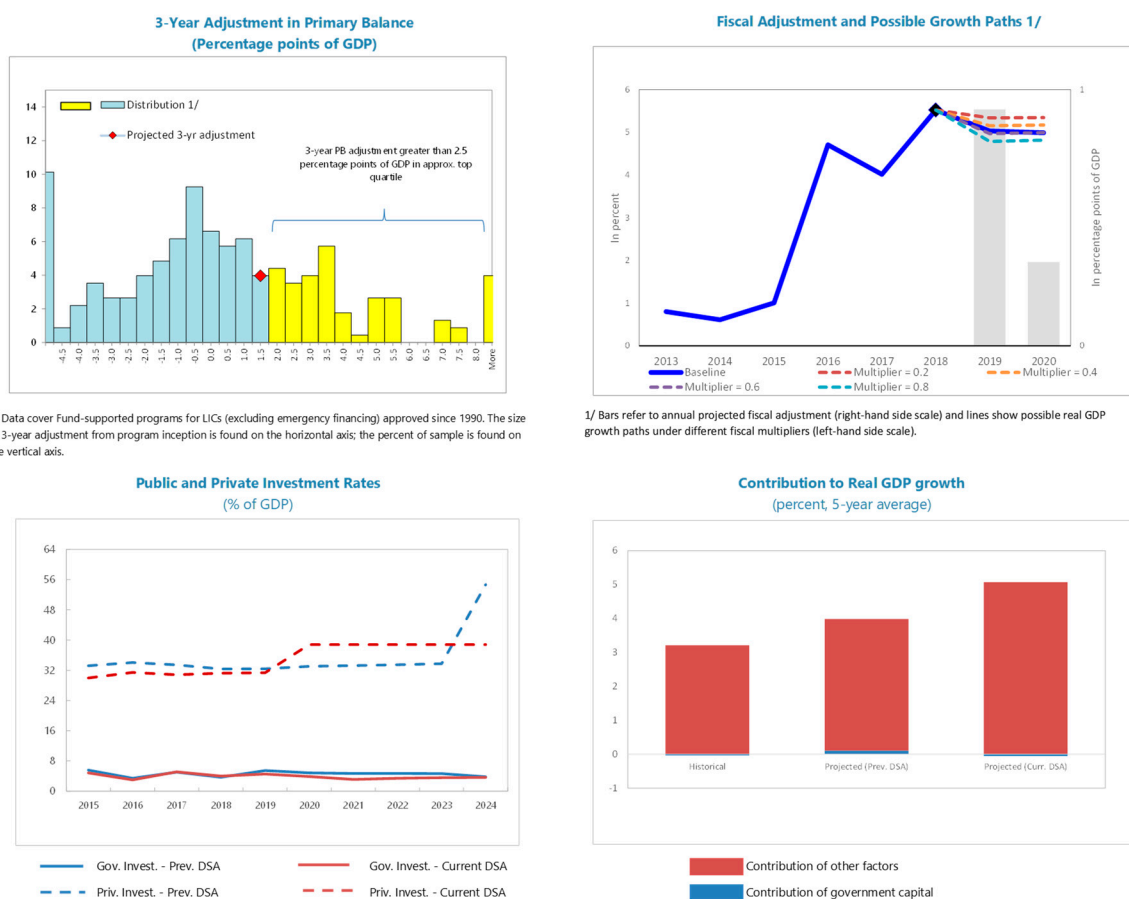 3-Year Adjustment in Primary Balance
(Percentage points of GDP)
14
12
10
8
6
4
2
0
Distribution 1/
Projected 3-yr adjustment
3-year PB adjustment greater than 2.5
percentage points of GDP in approx. top
quartile
-4.5
-4.0
-3.5
-3.0
-2.5
-2.0
-1.5
-1.0
-0.5
0.0
0.5
1.0
1.5
2.0
2.5
3.0
3.5
4.0
4.5
5.0
5.5
6.0
6.5
7.0
7.5
8.0
More
Data cover Fund-supported programs for LICs (excluding emergency financing) approved since 1990. The size
3-year adjustment from program inception is found on the horizontal axis; the percent of sample is found on
e vertical axis.
Fiscal Adjustment and Possible Growth Paths 1/
6
5
4
3
2
1
0
In percent
1
0
In percentage points of GDP
2013 2014 2015 2016 2017 2018 2019 2020
Baseline Multiplier = 0.2 Multiplier = 0.4
Multiplier = 0.6 Multiplier = 0.8
1/ Bars refer to annual projected fiscal adjustment (right-hand side scale) and lines show possible real GDP
growth paths under different fiscal multipliers (left-hand side scale).
Public and Private Investment Rates
(% of GDP)
64
56
48
40
32
24
16
8
0
2015 2016 2017 2018 2019 2020 2021 2022 2023 2024
Gov. Invest. - Prev. DSA Gov. Invest. - Current DSA
Priv. Invest. - Prev. DSA Priv. Invest. - Current DSA
Contribution to Real GDP growth
(percent, 5-year average)
6
5
4
3
2
1
0
-1
Historical Projected (Prev. DSA) Projected (Curr. DSA)
Contribution of other factors
Contribution of government capital